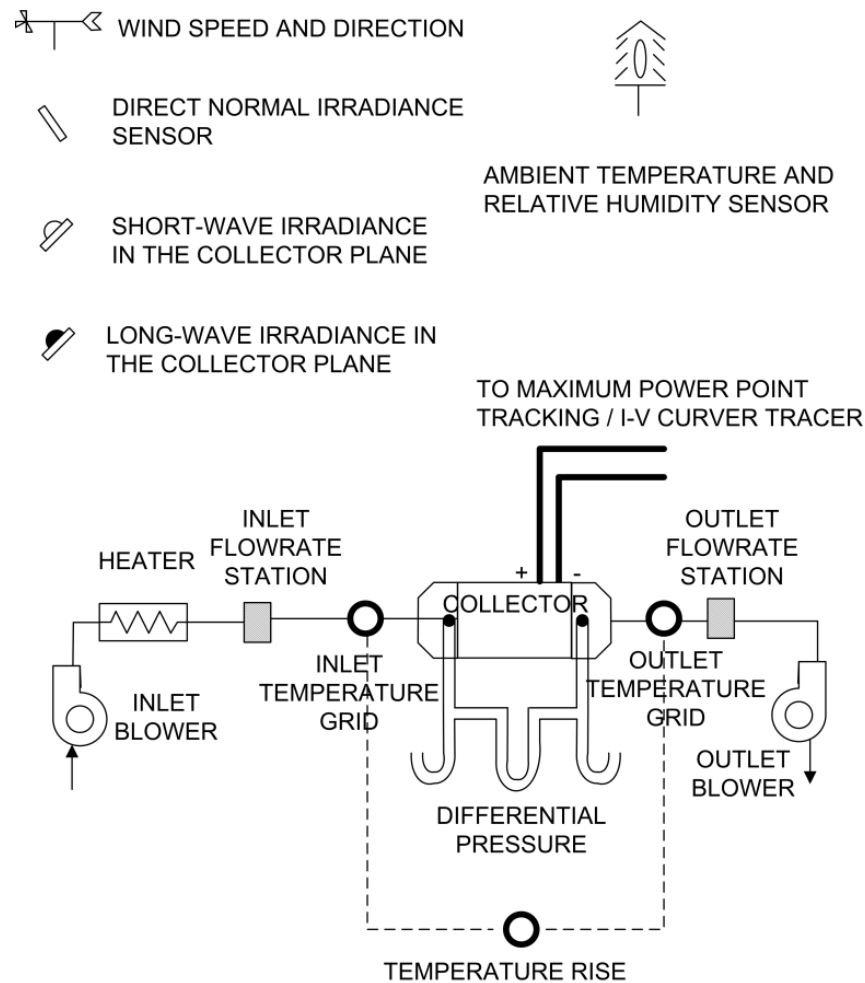 WIND SPEED AND DIRECTION
DIRECT NORMAL IRRADIANCE
SENSOR
AMBIENT TEMPERATURE AND
RELATIVE HUMIDITY SENSOR
SHORT-WAVE IRRADIANCE
IN THE COLLECTOR PLANE
LONG-WAVE IRRADIANCE IN
THE COLLECTOR PLANE
TO MAXIMUM POWER POINT
TRACKING / I-V CURVER TRACER
HEATER
INLET
FLOWRATE
STATION
OUTLET
FLOWRATE
STATION
+ -
COLLECTOR
INLET
BLOWER
INLET
TEMPERATURE
GRID
OUTLET
TEMPERATURE
GRID
OUTLET
BLOWER
DIFFERENTIAL
PRESSURE
TEMPERATURE RISE